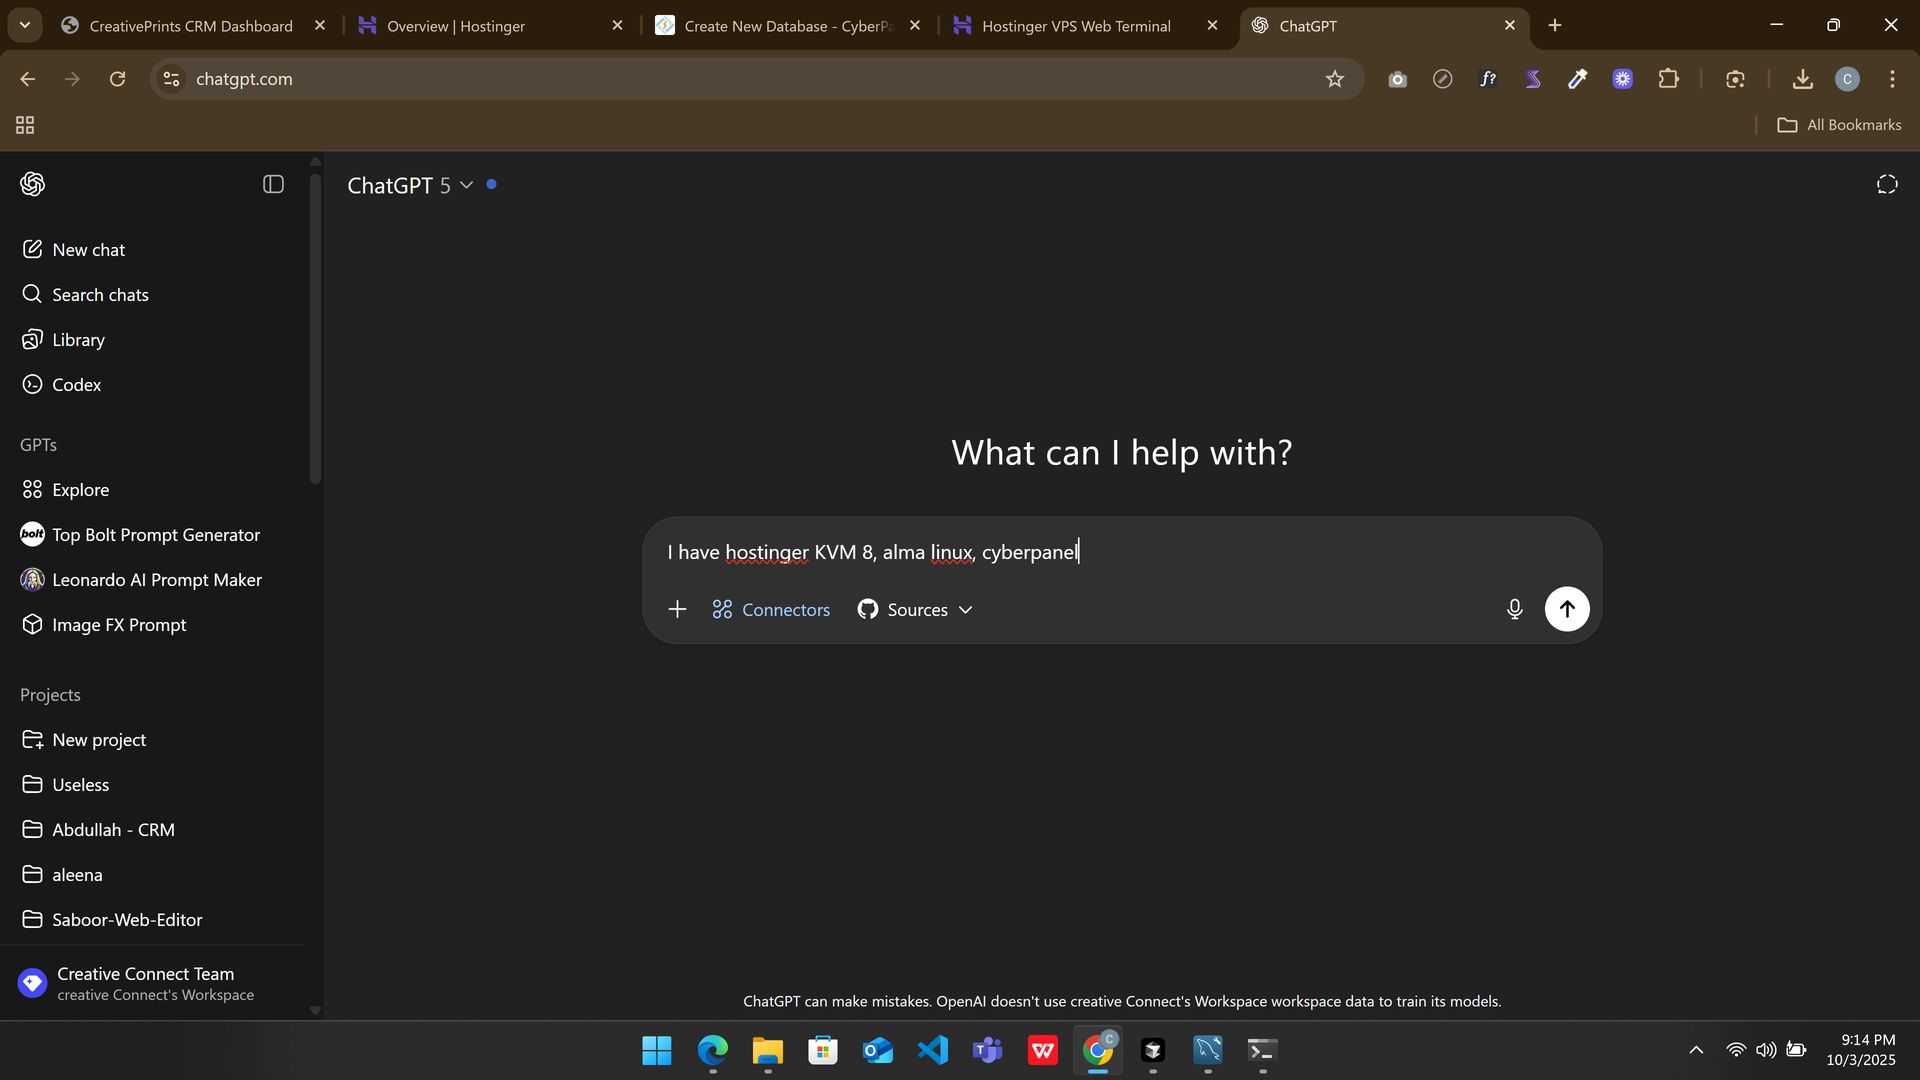 CreativePrints CRM Dashboard
Overview | Hostinger
Create New Database - CyberPa
Hostinger VPS Web Terminal
ChatGPT
chatgpt.com
f?
C
All Bookmarks
ChatGPT 5
New chat
Search chats
Library
Codex
GPTs
Explore
bolt
Top Bolt Prompt Generator
Leonardo AI Prompt Maker
Image FX Prompt
Projects
New project
Useless
Abdullah - CRM
aleena
Saboor-Web-Editor
Creative Connect Team
creative Connect's Workspace
What can I help with?
I have hostinger KVM 8, alma linux, cyberpanel
Connectors
Sources
ChatGPT can make mistakes. OpenAI doesn't use creative Connect's Workspace workspace data to train its models.
C
9:14 PM
10/3/2025